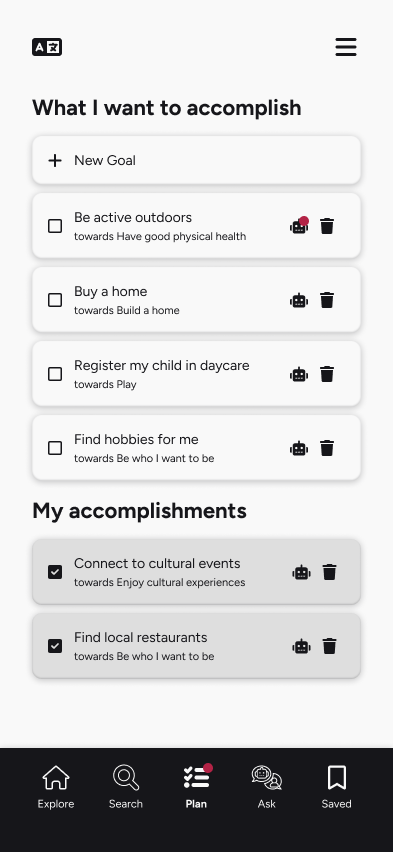 A
What I want to accomplish
New Goal
Be active outdoors
towards Have good physical health
Buy a home
towards Build a home
Register my child in daycare
towards Play
Find hobbies for me
towards Be who I want to be
My accomplishments
Connect to cultural events
towards Enjoy cultural experiences
Find local restaurants
towards Be who I want to be
Explore
Search
Plan
Ask
Saved